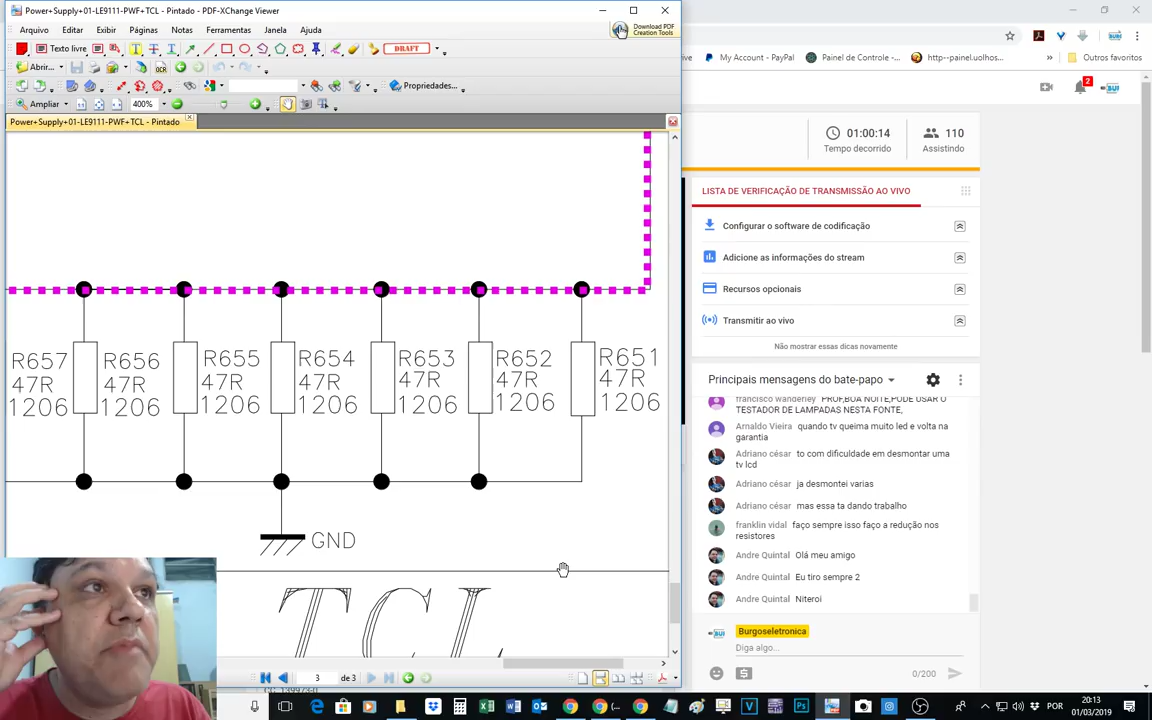 Power+Supply+01-LE9111-PWF+TCL - Pintado - PDF-XChange Viewer
Arquivo Editar Exibir Páginas Notas Ferramentas Janela Ajuda
Download PDF
Creation Tools
Texto livre
DRAFT
Abrir...
OCR
Propriedades...
Ampliar
400%
Power+Supply+01-LE9111-PWF+TCL - Pintado
R657
47R
1206
R656
47R
1206
R655
47R
1206
R654
47R
1206
R653
47R
1206
R652
47R
1206
R651
47R
1206
GND
TCL
3
de 3
My Account - PayPal
Painel de Controle -...
http--painel.uolhos...
Outros favoritos
2
01:00:14
Tempo decorrido
110
Assistindo
LISTA DE VERIFICAÇÃO DE TRANSMISSÃO AO VIVO
Configurar o software de codificação
Adicione as informações do stream
Recursos opcionais
Transmitir ao vivo
Não mostrar essas dicas novamente
Principais mensagens do bate-papo
francisco wanderley PROF,BOA NOITE,PODE USAR O
TESTADOR DE LAMPADAS NESTA FONTE,
Arnaldo Vieira quando tv queima muito led e volta na
garantia
Adriano césar to com dificuldade em desmontar uma
tv lcd
Adriano césar ja desmontei varias
Adriano césar mas essa ta dando trabalho
franklin vidal faço sempre isso faço a redução nos
resistores
Andre Quintal Olá meu amigo
Andre Quintal Eu tiro sempre 2
Andre Quintal Niteroi
Burgoseletronica
Diga algo...
0/200
POR
20:13
01/03/2019